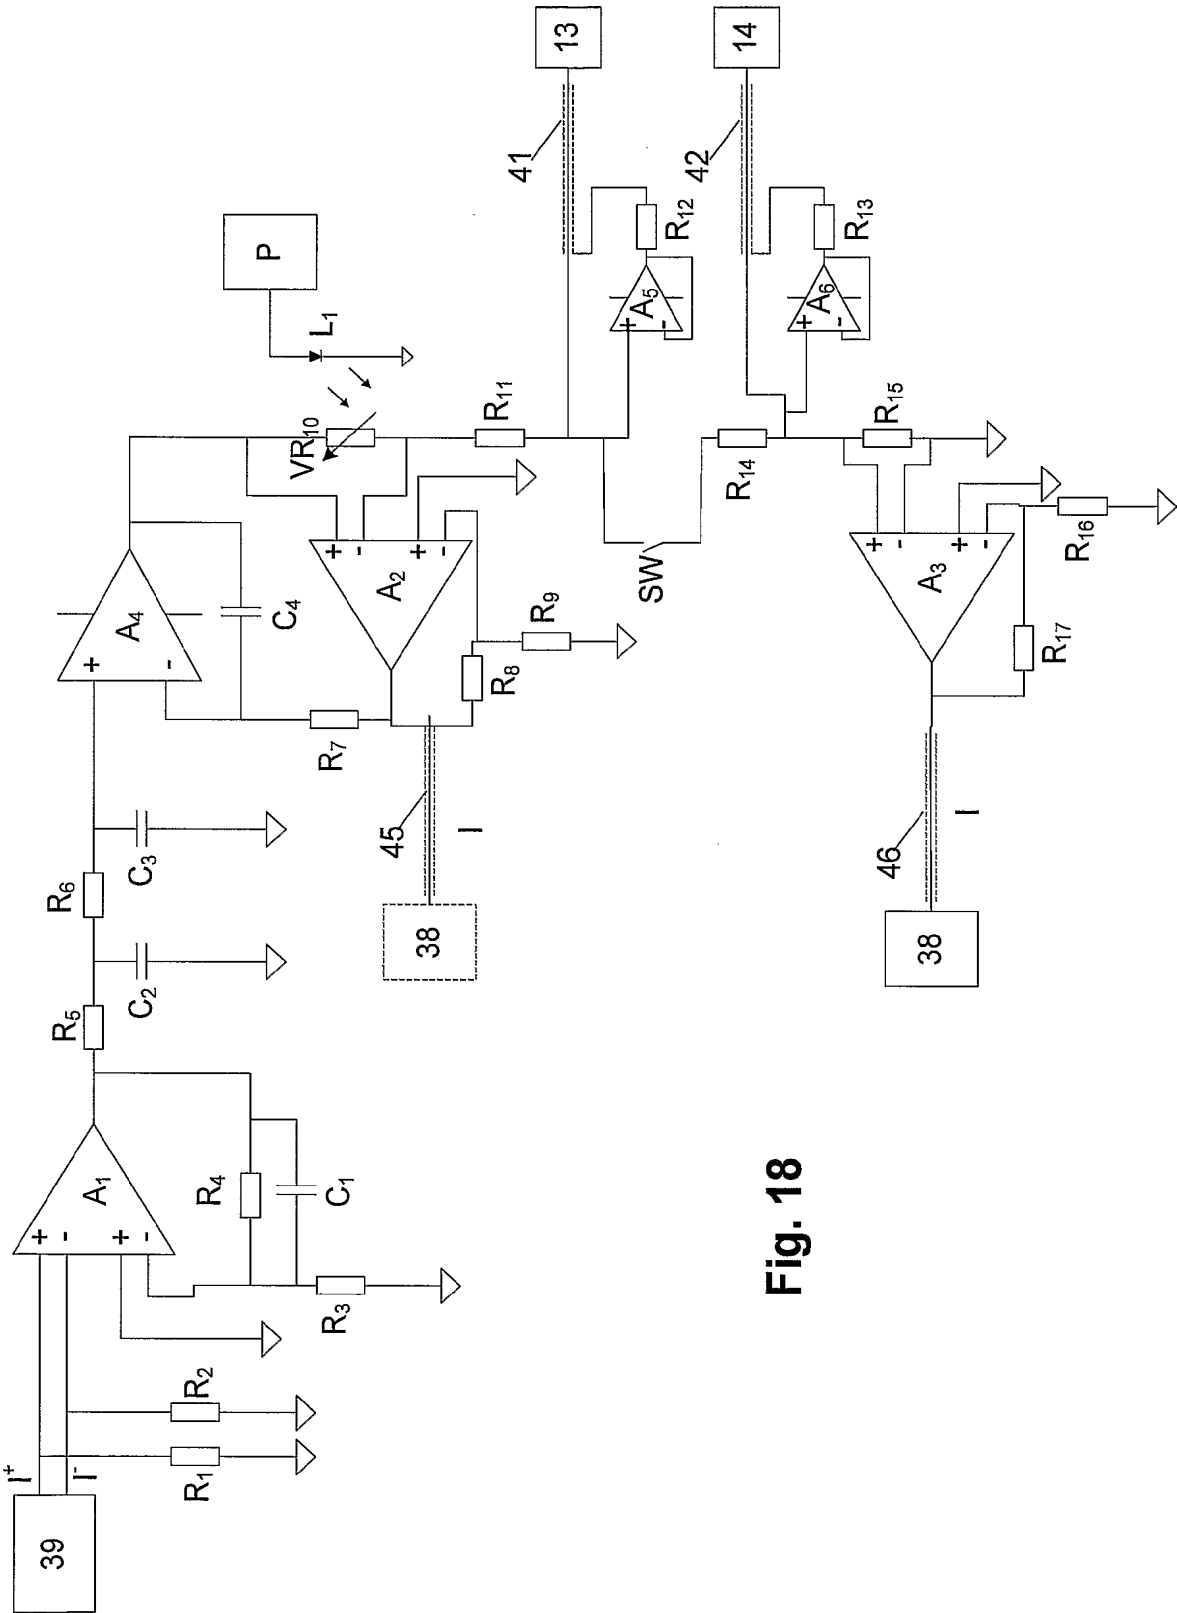 39
I+
I-
R1
R2
+
-
+
-
A1
R3
R4
C1
R5
C2
R6
C3
+
-
A4
C4
R7
38
45
I
+
-
+
-
A2
R8
R9
VR10
L1
P
R11
41
13
+
-
A5
R12
SW
R14
42
14
+
-
A6
R13
R15
+
-
+
-
A3
R16
R17
46
I
38
Fig. 18